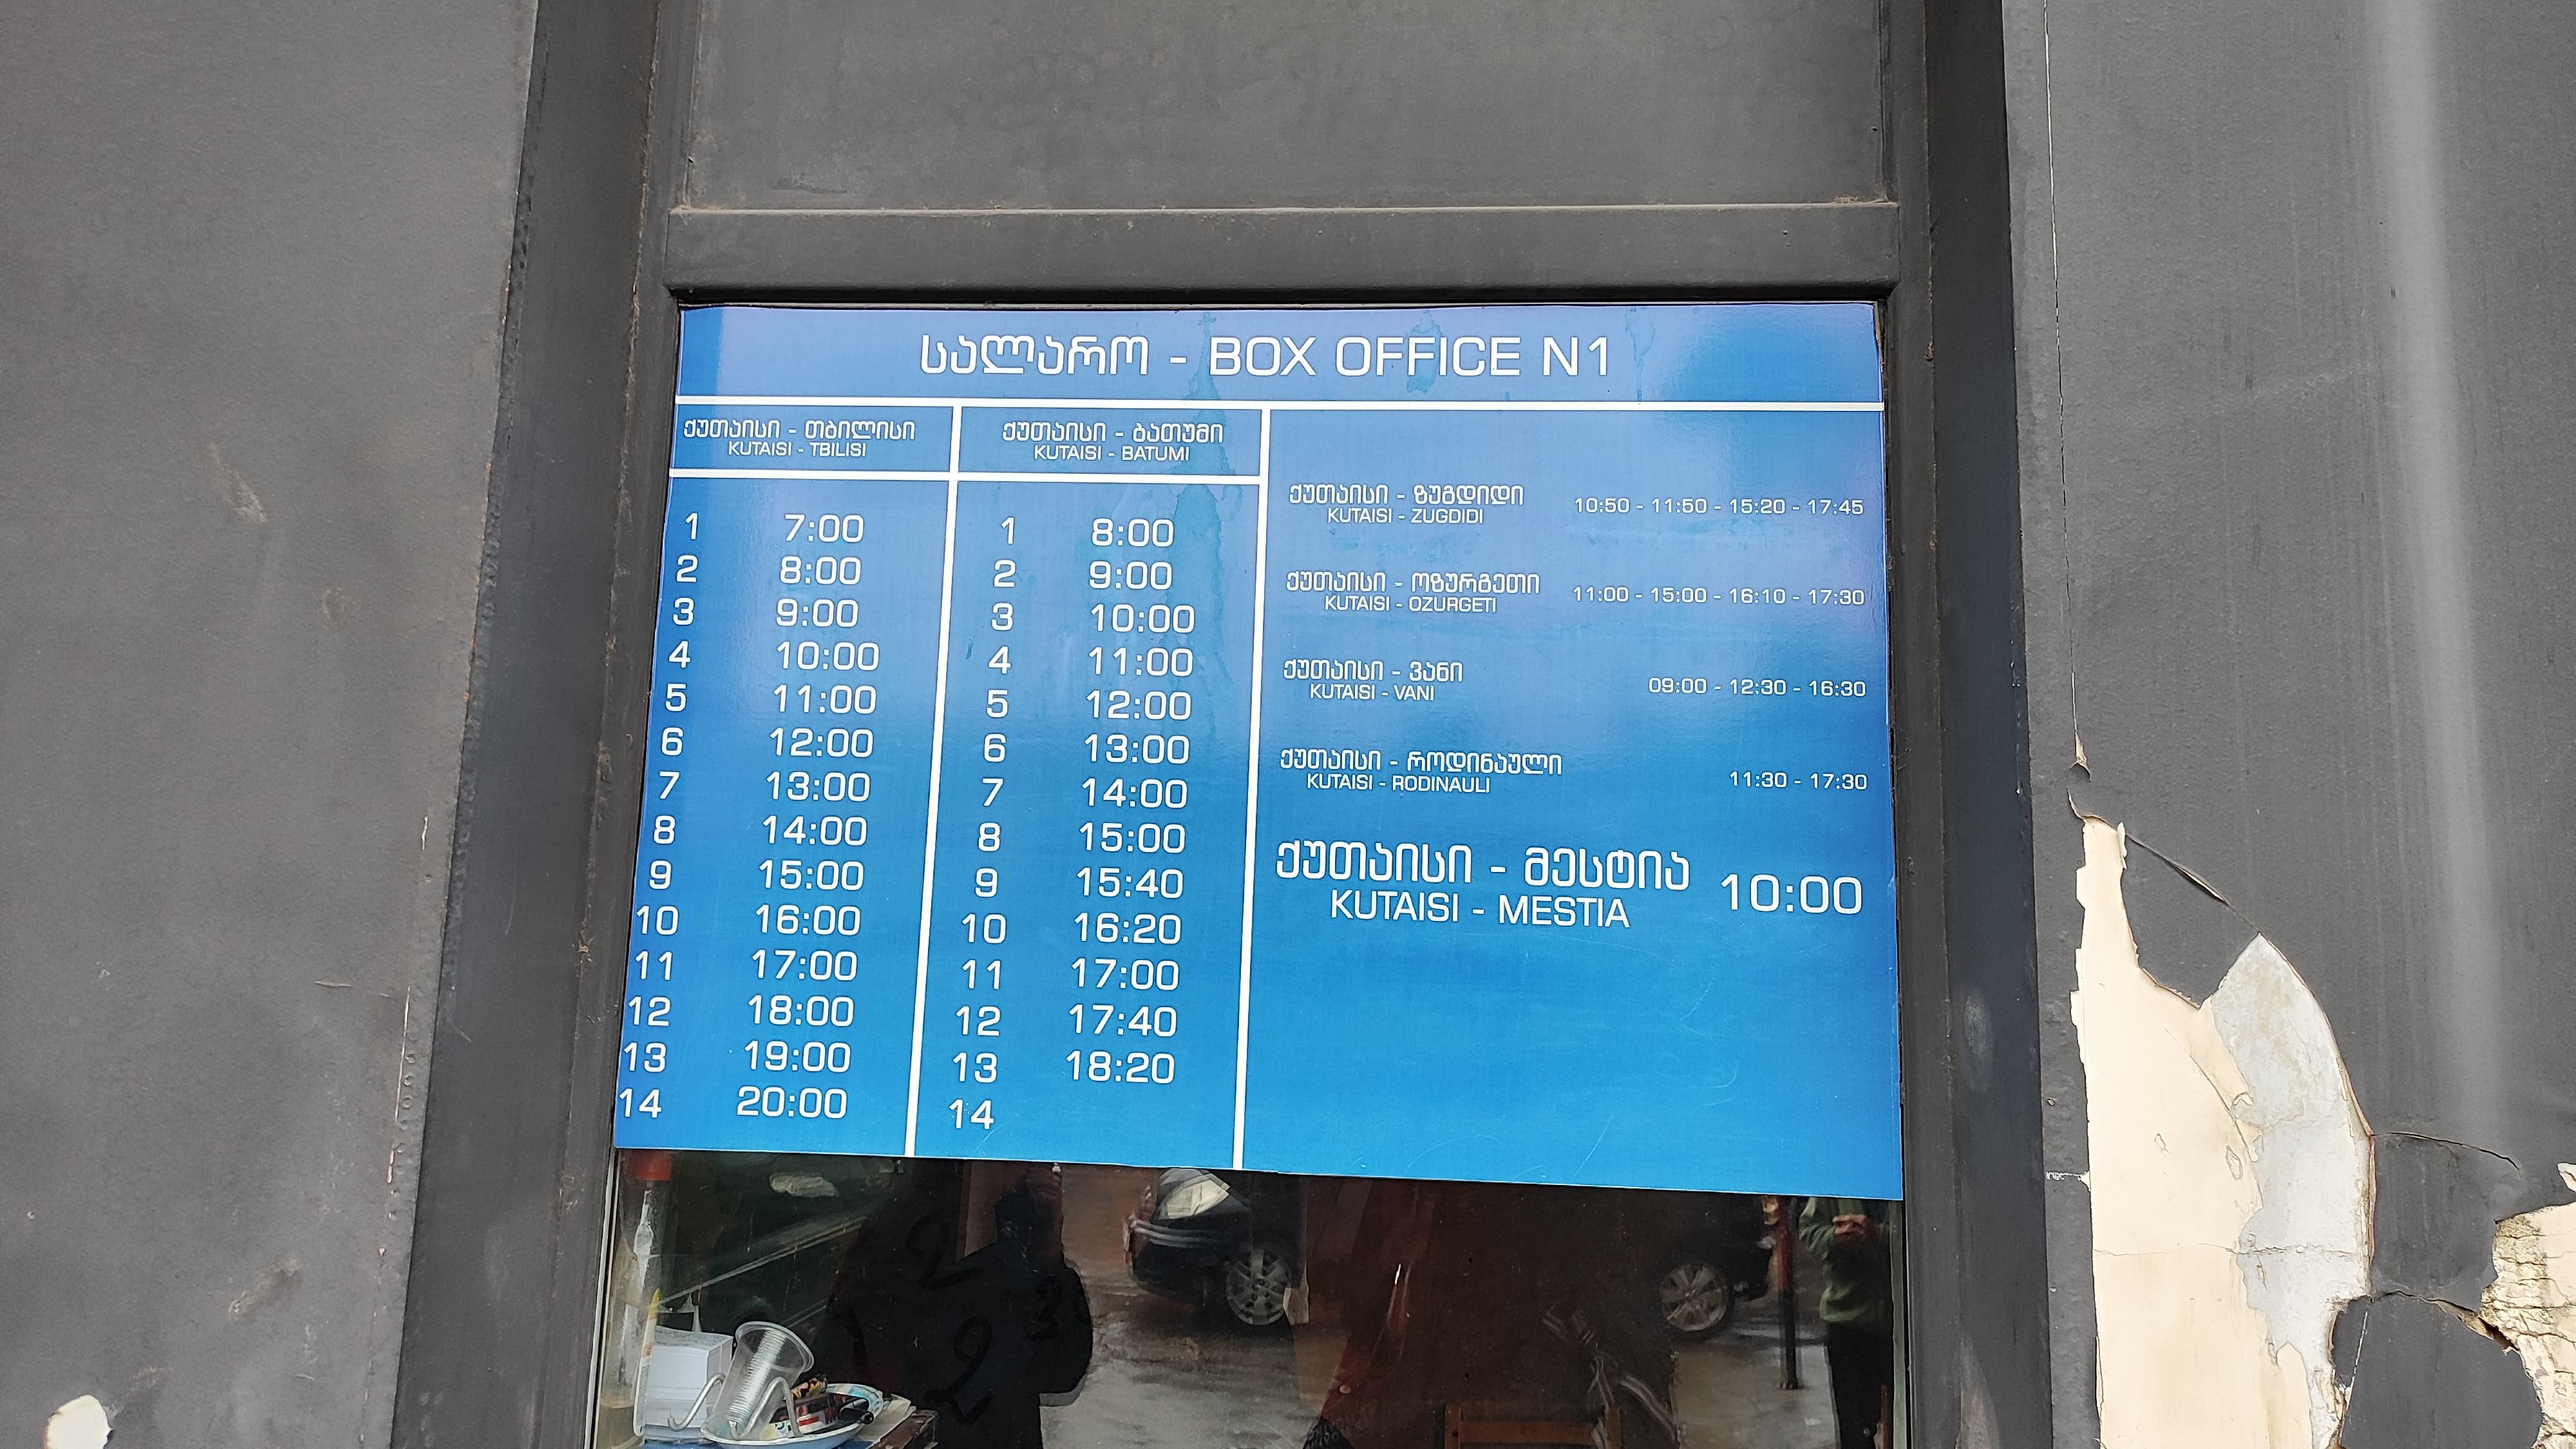 სალარო - BOX OFFICE N1
ქუთაისი - თბილისი
KUTAISI - TBILISI
1 7:00
2 8:00
3 9:00
4 10:00
5 11:00
6 12:00
7 13:00
8 14:00
9 15:00
10 16:00
11 17:00
12 18:00
13 19:00
14 20:00
ქუთაისი - ბათუმი
KUTAISI - BATUMI
1 8:00
2 9:00
3 10:00
4 11:00
5 12:00
6 13:00
7 14:00
8 15:00
9 15:40
10 16:20
11 17:00
12 17:40
13 18:20
14
ქუთაისი - ზუგდიდი 10:50 - 11:50 - 15:20 - 17:45
KUTAISI - ZUGDIDI
ქუთაისი - ოზურგეთი 11:00 - 15:00 - 16:10 - 17:30
KUTAISI - OZURGETI
ქუთაისი - ვანი 09:00 - 12:30 - 16:30
KUTAISI - VANI
ქუთაისი - როდინაული 11:30 - 17:30
KUTAISI - RODINAULI
ქუთაისი - მესტია 10:00
KUTAISI - MESTIA